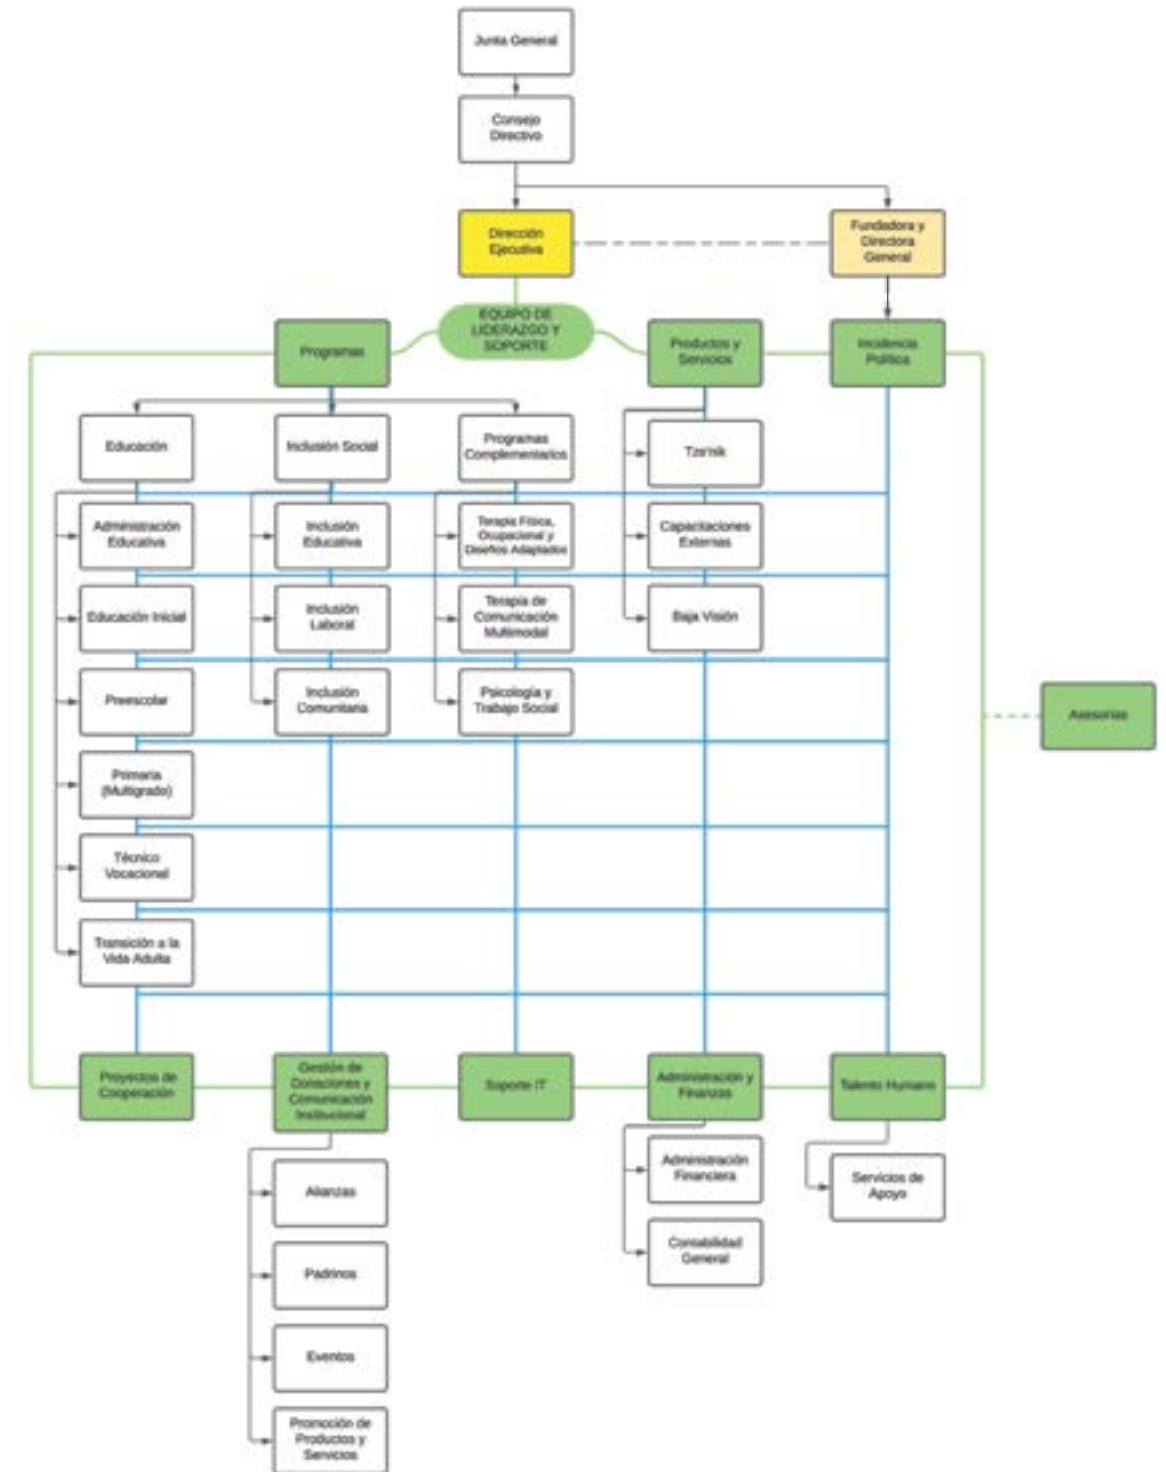 Junta General
Consejo
Directivo
Dirección
Ejecutiva
Fundadora y
Directora
General
EQUIPO DE
LIDERAZGO Y
SOPORTE
Programas
Productos y
Servicios
Incidencia
Política
Educación
Inclusión Social
Programas
Complementarios
Tzi'nik
Administración
Educativa
Inclusión
Educativa
Terapia Física,
Ocupacional y
Diseños Adaptados
Capacitaciones
Externas
Educación Inicial
Inclusión
Laboral
Terapia de
Comunicación
Multimodal
Baja Visión
Preescolar
Inclusión
Comunitaria
Psicología y
Trabajo Social
Asesorías
Primaria
(Multigrado)
Técnico
Vocacional
Transición a la
Vida Adulta
Proyectos de
Cooperación
Gestión de
Donaciones y
Comunicación
Institucional
Soporte IT
Administración y
Finanzas
Talento Humano
Alianzas
Administración
Financiera
Servicios de
Apoyo
Padrinos
Contabilidad
General
Eventos
Promoción de
Productos y
Servicios